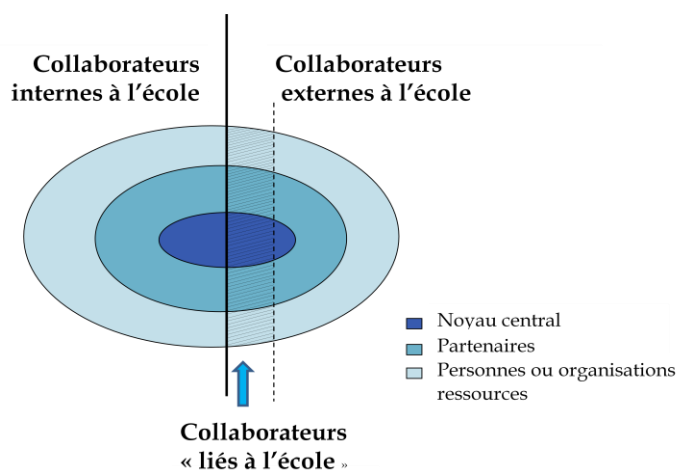 Collaborateurs
internes à l'école
Collaborateurs
externes à l'école
Noyau central
Partenaires
Personnes ou organisations
ressources
Collaborateurs
« liés à l'école »